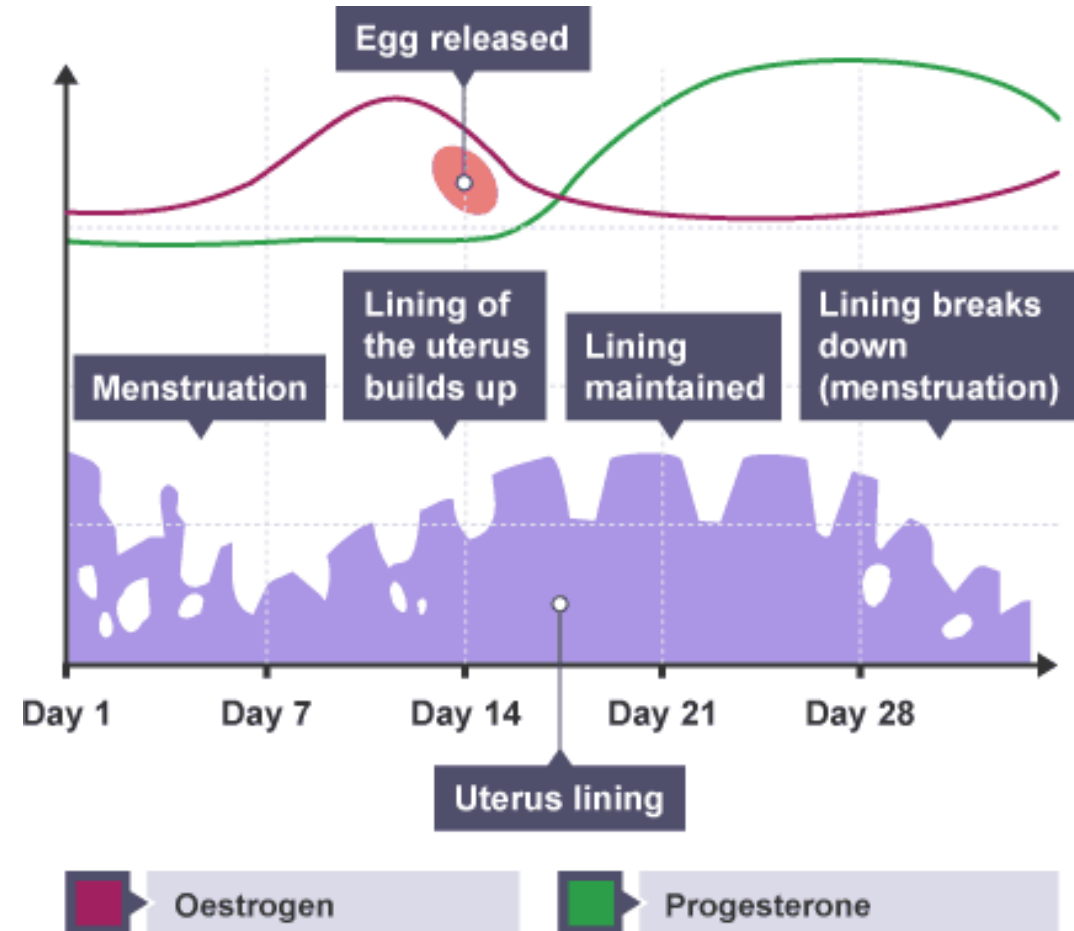 Egg released
Lining of
the uterus
builds up
Lining breaks
down
(menstruation)
Lining
maintained
Menstruation
Day 1
Day 7
Day 14
Day 21
Day 28
Uterus lining
Oestrogen
Progesterone